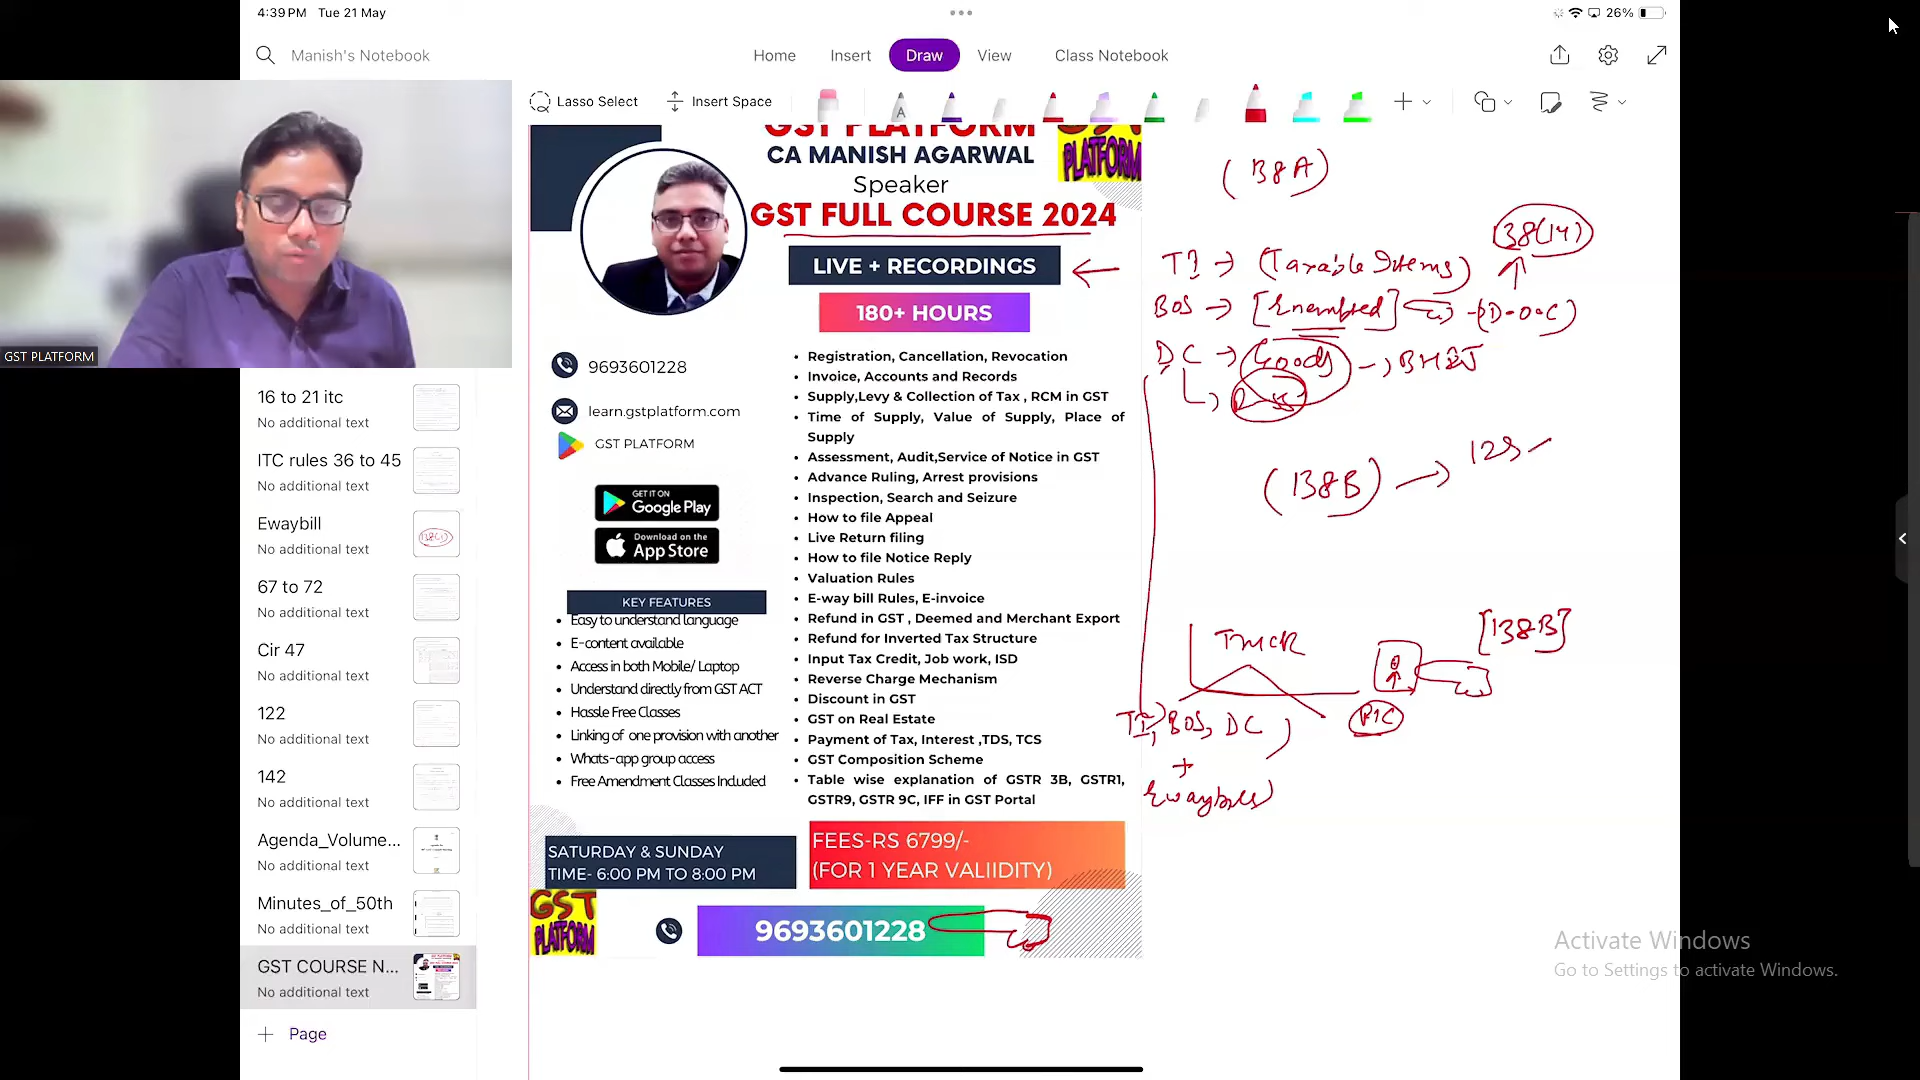 4:39 PM Tue 21 May
26%
Manish's Notebook
Home Insert Draw View Class Notebook
Lasso Select Insert Space
A
GST PLATFORM
16 to 21 itc
No additional text
ITC rules 36 to 45
No additional text
Ewaybill
No additional text
67 to 72
No additional text
Cir 47
No additional text
122
No additional text
142
No additional text
Agenda_Volume...
No additional text
Minutes_of_50th
No additional text
GST COURSE N...
No additional text
Page
GST PLATFORM
CA MANISH AGARWAL
Speaker
GST FULL COURSE 2024
LIVE + RECORDINGS
180+ HOURS
GST
PLATFORM
9693601228
learn.gstplatform.com
GST PLATFORM
GET IT ON
Google Play
Download on the
App Store
KEY FEATURES
• Easy to understand language
• E-content available
• Access in both Mobile/ Laptop
• Understand directly from GST ACT
• Hassle Free Classes
• Linking of one provision with another
• Whats-app group access
• Free Amendment Classes Included
• Registration, Cancellation, Revocation
• Invoice, Accounts and Records
• Supply,Levy & Collection of Tax , RCM in GST
• Time of Supply, Value of Supply, Place of
Supply
• Assessment, Audit,Service of Notice in GST
• Advance Ruling, Arrest provisions
• Inspection, Search and Seizure
• How to file Appeal
• Live Return filing
• How to file Notice Reply
• Valuation Rules
• E-way bill Rules, E-invoice
• Refund in GST , Deemed and Merchant Export
• Refund for Inverted Tax Structure
• Input Tax Credit, Job work, ISD
• Reverse Charge Mechanism
• Discount in GST
• GST on Real Estate
• Payment of Tax, Interest ,TDS, TCS
• GST Composition Scheme
• Table wise explanation of GSTR 3B, GSTR1,
GSTR9, GSTR 9C, IFF in GST Portal
SATURDAY & SUNDAY
TIME- 6:00 PM TO 8:00 PM
FEES-RS 6799/-
(FOR 1 YEAR VALIIDITY)
GST
PLATFORM
9693601228
(138A)
138(14)
TI → (Taxable Items)
BOS → [Exempted]
DC → Goods →
(138B) →
TRUCK
[138B]
TI, BOS, DC)
+
Ewaybills)
Activate Windows
Go to Settings to activate Windows.